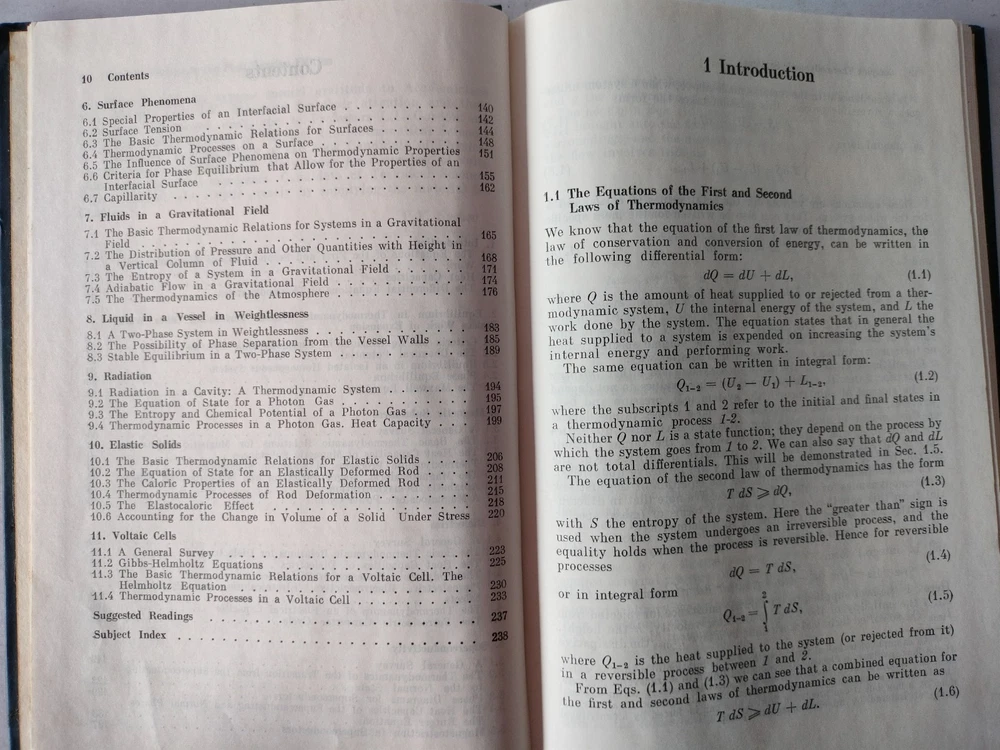 10 Contents
6. Surface Phenomena
6.1 Special Properties of an Interfacial Surface . . . . . . . . . 140
6.2 Surface Tension . . . . . . . . . . . . . . . . . . . 142
6.3 The Basic Thermodynamic Relations for Surfaces . . . . . . . 144
6.4 Thermodynamic Processes on a Surface . . . . . . . . . . . 148
6.5 The Influence of Surface Phenomena on Thermodynamic Properties 151
6.6 Criteria for Phase Equilibrium that Allow for the Properties of an
Interfacial Surface . . . . . . . . . . . . . . . . . . 155
6.7 Capillarity . . . . . . . . . . . . . . . . . . . . . 162
7. Fluids in a Gravitational Field
7.1 The Basic Thermodynamic Relations for Systems in a Gravitational
Field . . . . . . . . . . . . . . . . . . . . . . . . 165
7.2 The Distribution of Pressure and Other Quantities with Height in
a Vertical Column of Fluid . . . . . . . . . . . . . . . 168
7.3 The Entropy of a System in a Gravitational Field . . . . . . 171
7.4 Adiabatic Flow in a Gravitational Field . . . . . . . . . . 174
7.5 The Thermodynamics of the Atmosphere . . . . . . . . . . 176
8. Liquid in a Vessel in Weightlessness
8.1 A Two-Phase System in Weightlessness . . . . . . . . . . . 183
8.2 The Possibility of Phase Separation from the Vessel Walls . . . 185
8.3 Stable Equilibrium in a Two-Phase System . . . . . . . . . 189
9. Radiation
9.1 Radiation in a Cavity: A Thermodynamic System . . . . . . . 194
9.2 The Equation of State for a Photon Gas . . . . . . . . . . 195
9.3 The Entropy and Chemical Potential of a Photon Gas . . . . . 197
9.4 Thermodynamic Processes in a Photon Gas. Heat Capacity . . . 199
10. Elastic Solids
10.1 The Basic Thermodynamic Relations for Elastic Solids . . . . 206
10.2 The Equation of State for an Elastically Deformed Rod . . . . 208
10.3 The Caloric Properties of an Elastically Deformed Rod . . . . 211
10.4 Thermodynamic Processes of Rod Deformation . . . . . . . . 215
10.5 The Elastocaloric Effect . . . . . . . . . . . . . . . . 218
10.6 Accounting for the Change in Volume of a Solid Under Stress 220
11. Voltaic Cells
11.1 A General Survey . . . . . . . . . . . . . . . . . . . 223
11.2 Gibbs-Helmholtz Equations . . . . . . . . . . . . . . . 225
11.3 The Basic Thermodynamic Relations for a Voltaic Cell. The
Helmholtz Equation . . . . . . . . . . . . . . . . . . 230
11.4 Thermodynamic Processes in a Voltaic Cell . . . . . . . . . 233
Suggested Readings . . . . . . . . . . . . . . . . . . . . 237
Subject Index . . . . . . . . . . . . . . . . . . . . . . 238
1 Introduction
1.1 The Equations of the First and Second
Laws of Thermodynamics
We know that the equation of the first law of thermodynamics, the
law of conservation and conversion of energy, can be written in
the following differential form:
dQ = dU + dL, (1.1)
where Q is the amount of heat supplied to or rejected from a ther-
modynamic system, U the internal energy of the system, and L the
work done by the system. The equation states that in general the
heat supplied to a system is expended on increasing the system's
internal energy and performing work.
The same equation can be written in integral form:
Q₁₋₂ = (U₂ − U₁) + L₁₋₂, (1.2)
where the subscripts 1 and 2 refer to the initial and final states in
a thermodynamic process 1-2.
Neither Q nor L is a state function; they depend on the process by
which the system goes from 1 to 2. We can also say that dQ and dL
are not total differentials. This will be demonstrated in Sec. 1.5.
The equation of the second law of thermodynamics has the form
T dS ⩾ dQ, (1.3)
with S the entropy of the system. Here the "greater than" sign is
used when the system undergoes an irreversible process, and the
equality holds when the process is reversible. Hence for reversible
processes
dQ = T dS, (1.4)
or in integral form
Q₁₋₂ = ∫₁² T dS, (1.5)
where Q₁₋₂ is the heat supplied to the system (or rejected from it)
in a reversible process between 1 and 2.
From Eqs. (1.1) and (1.3) we can see that a combined equation for
the first and second laws of thermodynamics can be written as
T dS ⩾ dU + dL. (1.6)